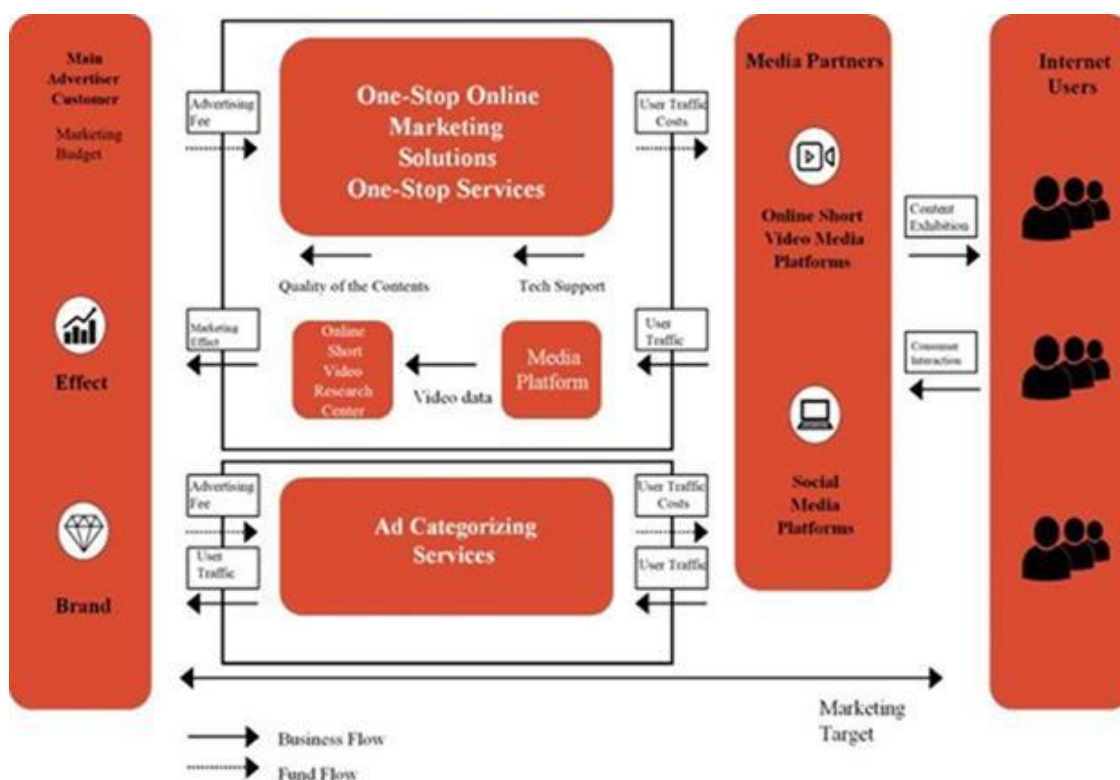 Main
Advertiser
Customer
Marketing
Budget
Effect
Brand
Advertising
Fee
Marketing
Effect
Advertising
Fee
User
Traffic
One-Stop Online
Marketing
Solutions
One-Stop Services
Quality of the Contents
Tech Support
Online
Short
Video
Research
Center
Video data
Media
Platform
Ad Categorizing
Services
User Traffic
Costs
User
Traffic
User Traffic
Costs
User Traffic
Media Partners
Online Short
Video Media
Platforms
Social
Media
Platforms
Content
Exhibition
Consumer
Interaction
Internet
Users
Marketing
Target
Business Flow
Fund Flow